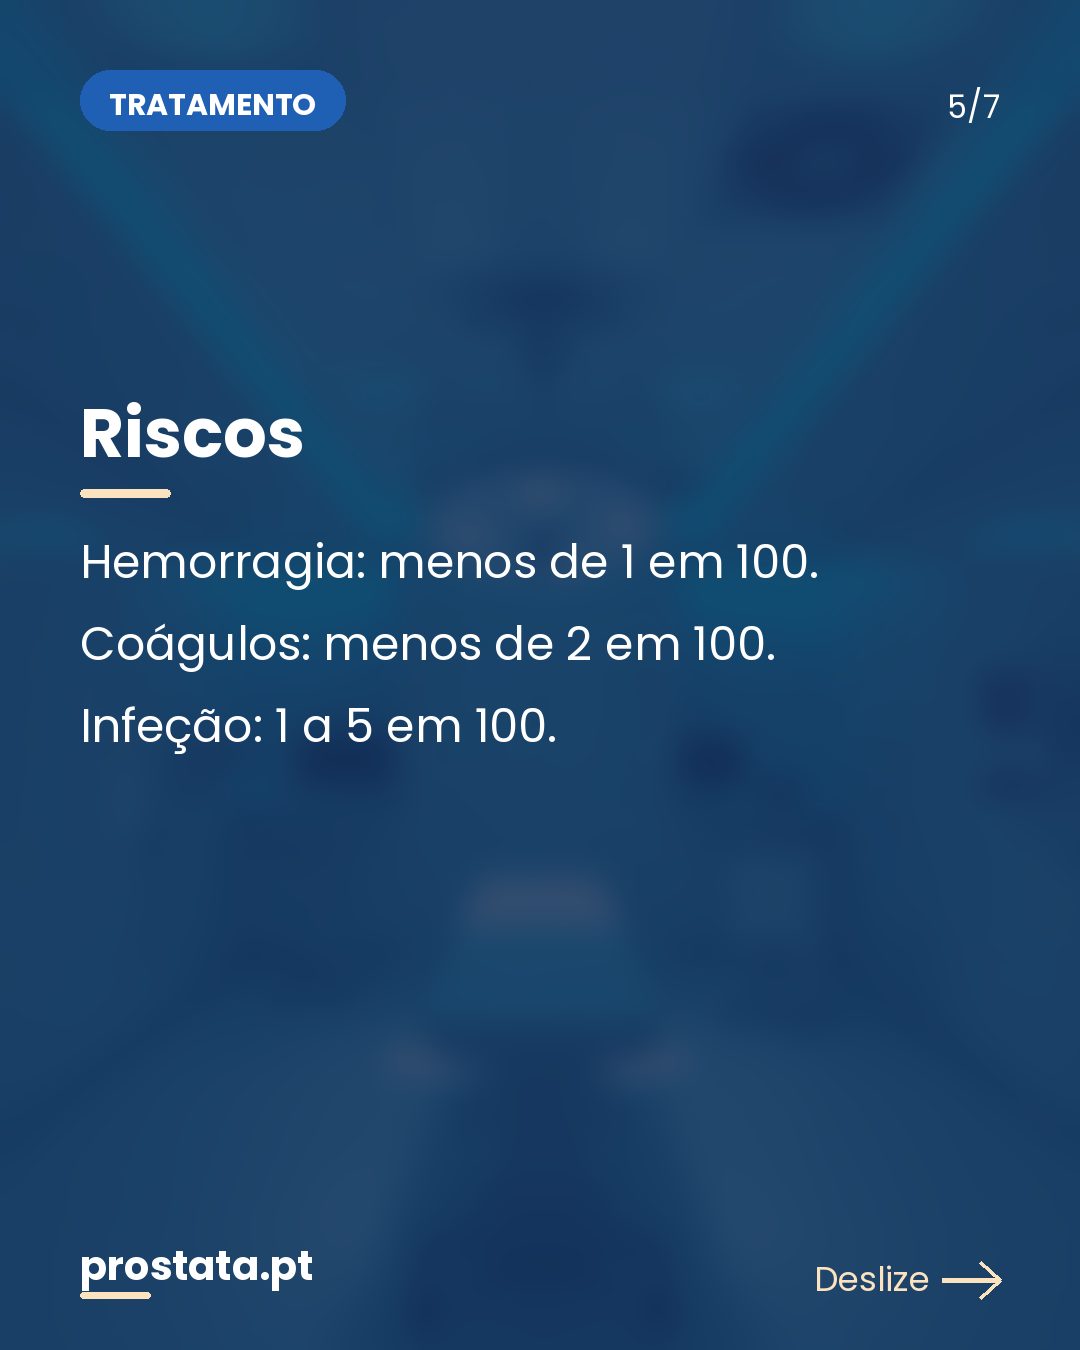 TRATAMENTO
5/7
Riscos
Hemorragia: menos de 1 em 100.
Coágulos: menos de 2 em 100.
Infeção: 1 a 5 em 100.
prostata.pt
Deslize